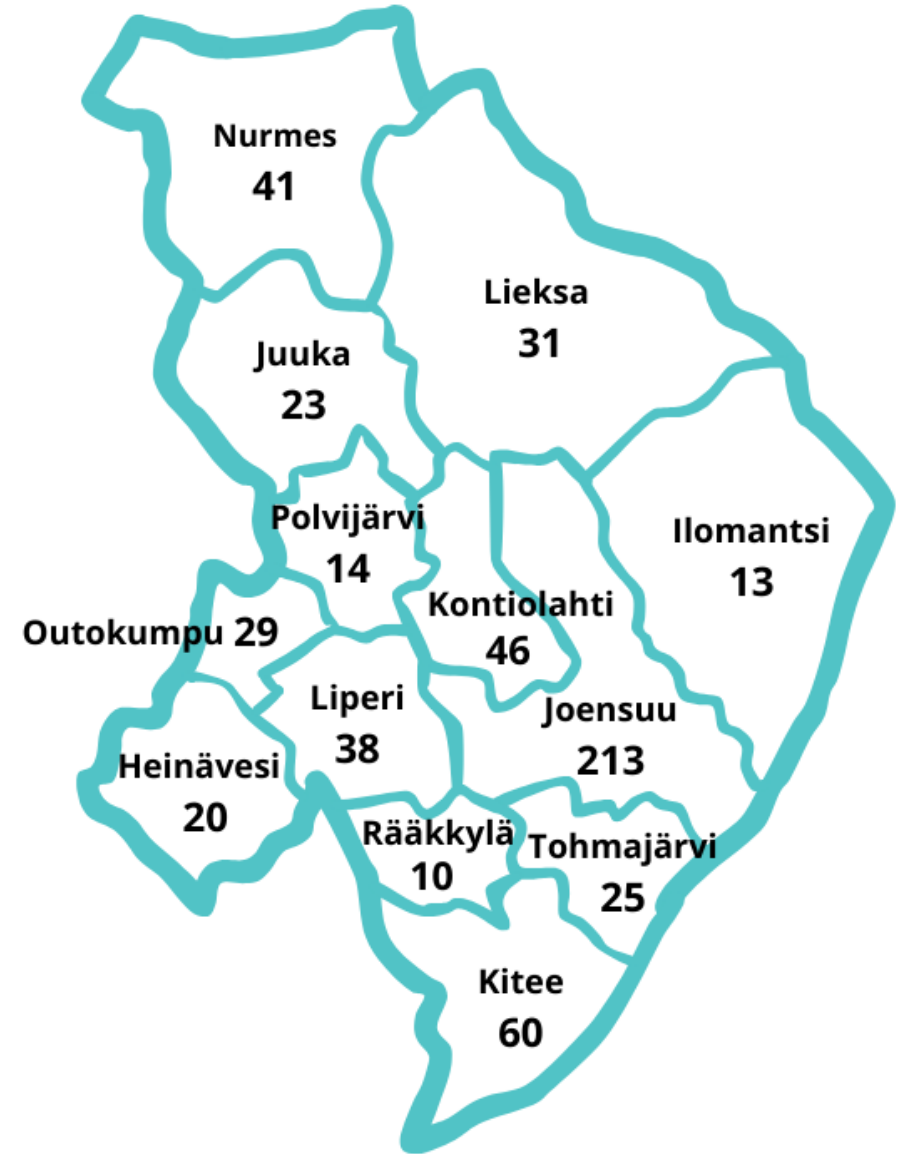 Nurmes
41
Lieksa
31
Juuka
23
Polvijärvi
14
Ilomantsi
13
Kontiolahti
46
Outokumpu 29
Liperi
38
Joensuu
213
Heinävesi
20
Rääkkylä
10
Tohmajärvi
25
Kitee
60